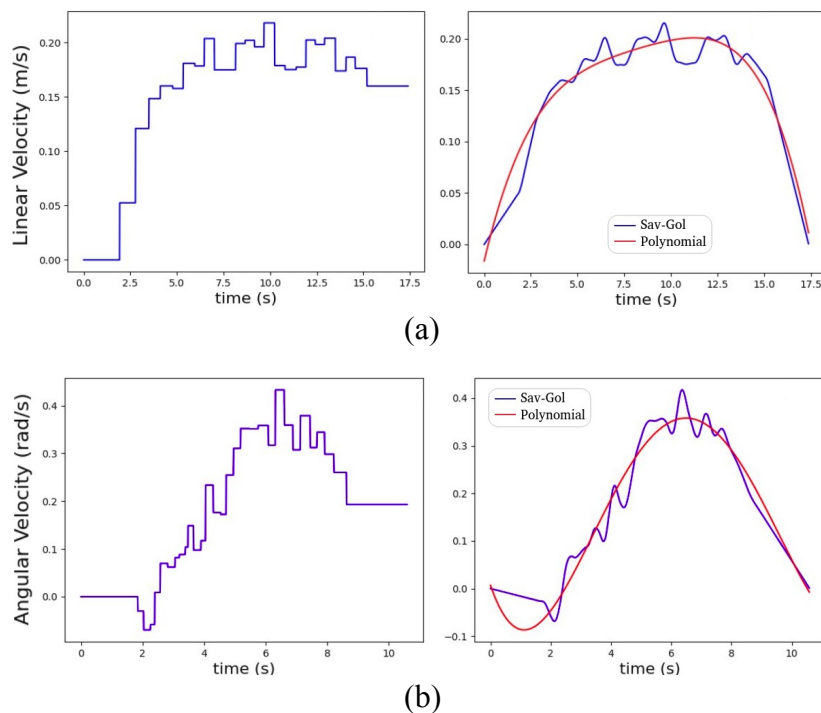 Linear Velocity (m/s)
0.20
0.15
0.10
0.05
0.00
0.0 2.5 5.0 7.5 10.0 12.5 15.0 17.5
time (s)
0.20
0.15
0.10
0.05
0.00
Sav-Gol
Polynomial
0.0 2.5 5.0 7.5 10.0 12.5 15.0 17.5
time (s)
(a)
Angular Velocity (rad/s)
0.4
0.3
0.2
0.1
0.0
0 2 4 6 8 10
time (s)
Sav-Gol
Polynomial
0.4
0.3
0.2
0.1
0.0
−0.1
0 2 4 6 8 10
time (s)
(b)